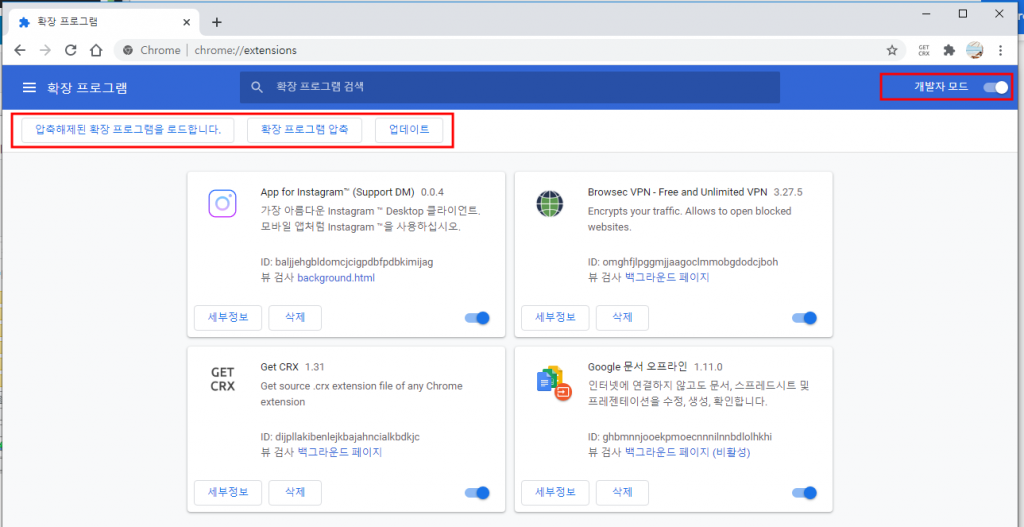 확장 프로그램
Chrome | chrome://extensions
GET
CRX
확장 프로그램
확장 프로그램 검색
개발자 모드
압축해제된 확장 프로그램을 로드합니다.
확장 프로그램 압축
업데이트
App for Instagram™ (Support DM) 0.0.4
가장 아름다운 Instagram ™ Desktop 클라이언트.
모바일 앱처럼 Instagram ™을 사용하십시오.
ID: baljjehgbldomcjcigpdbfpdbkimijag
뷰 검사 background.html
세부정보
삭제
Browsec VPN - Free and Unlimited VPN 3.27.5
Encrypts your traffic. Allows to open blocked
websites.
ID: omghfjlpggmjjaagoclmmobgdodcjboh
뷰 검사 백그라운드 페이지
세부정보
삭제
GET
CRX
Get CRX 1.31
Get source .crx extension file of any Chrome
extension
ID: dijpllakibenlejkbajahncialkbdkjc
뷰 검사 백그라운드 페이지
세부정보
삭제
Google 문서 오프라인 1.11.0
인터넷에 연결하지 않고도 문서, 스프레드시트 및
프레젠테이션을 수정, 생성, 확인합니다.
ID: ghbmnnjooekpmoecnnnilnnbdlolhkhi
뷰 검사 백그라운드 페이지 (비활성)
세부정보
삭제